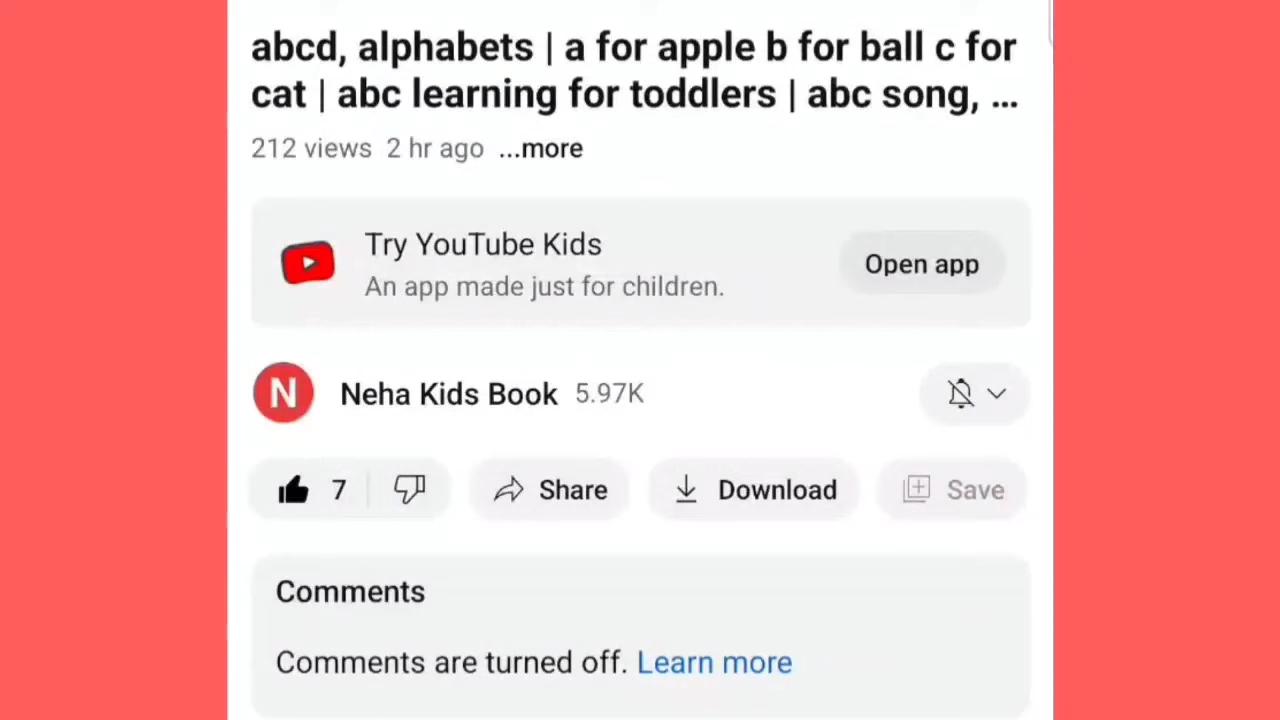 abcd, alphabets | a for apple b for ball c for
cat | abc learning for toddlers | abc song, ...
212 views 2 hr ago ...more
Try YouTube Kids
An app made just for children.
Open app
N
Neha Kids Book 5.97K
7 Share Download Save
Comments
Comments are turned off. Learn more